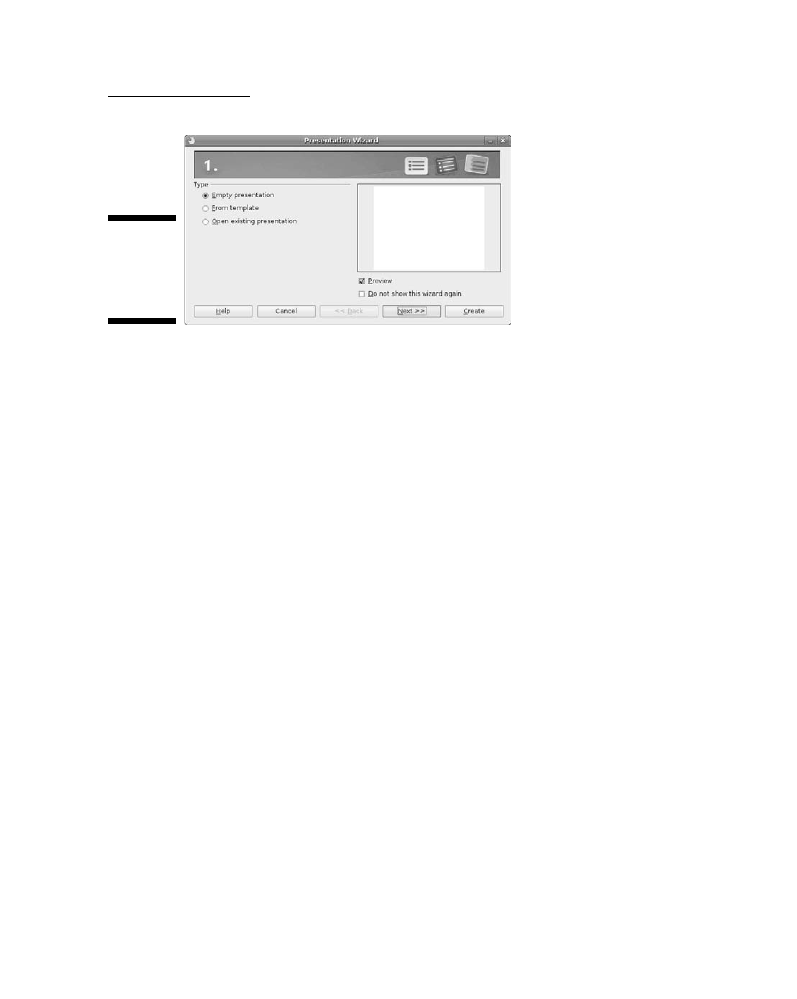 Presentation Wizard
1.
Type
Empty presentation
From template
Open existing presentation
Preview
Do not show this wizard again
Help
Cancel
<< Back
Next >>
Create